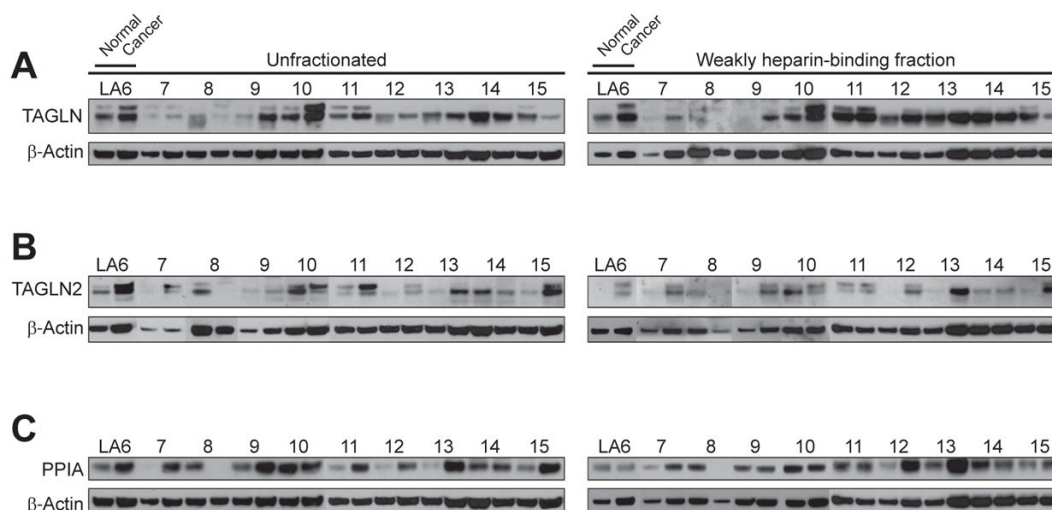 Normal Cancer Normal Cancer
A Unfractionated Weakly heparin-binding fraction
LA6 7 8 9 10 11 12 13 14 15 LA6 7 8 9 10 11 12 13 14 15
TAGLN
β-Actin
B
LA6 7 8 9 10 11 12 13 14 15 LA6 7 8 9 10 11 12 13 14 15
TAGLN2
β-Actin
C
LA6 7 8 9 10 11 12 13 14 15 LA6 7 8 9 10 11 12 13 14 15
PPIA
β-Actin